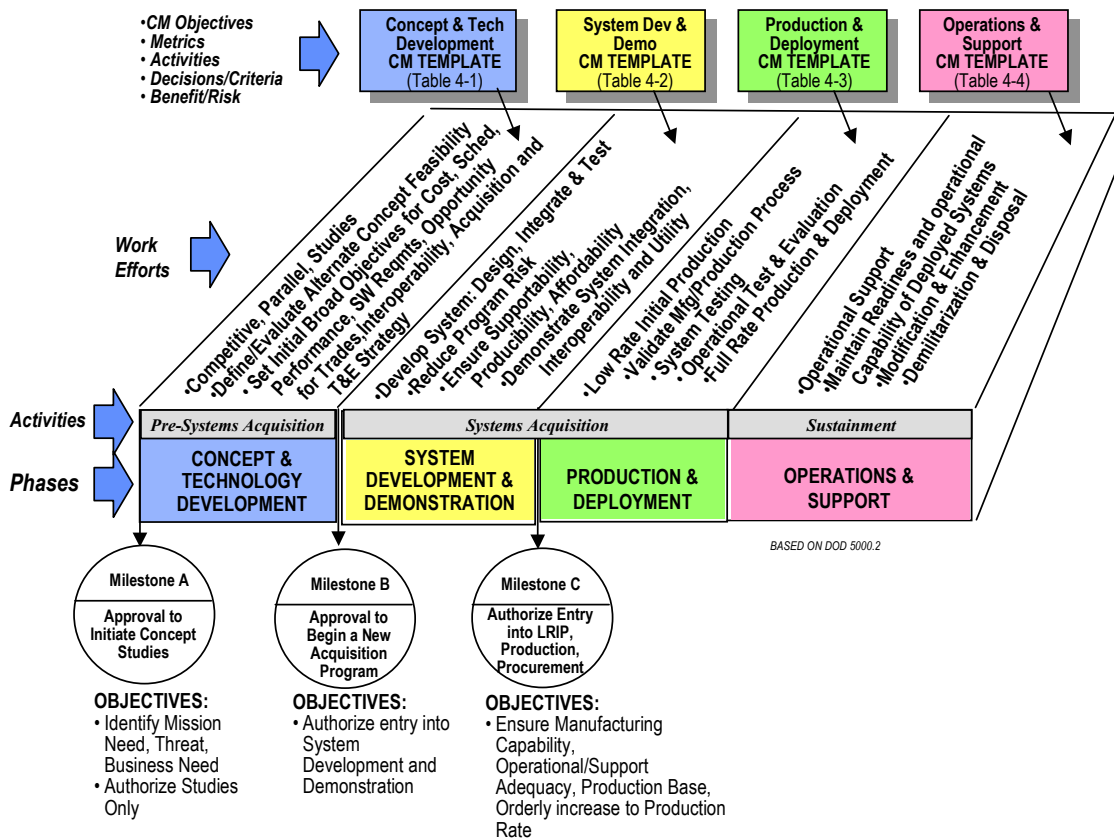 •CM Objectives
• Metrics
• Activities
• Decisions/Criteria
• Benefit/Risk
Concept & Tech
Development
CM TEMPLATE
(Table 4-1)
System Dev &
Demo
CM TEMPLATE
(Table 4-2)
Production &
Deployment
CM TEMPLATE
(Table 4-3)
Operations
& Support
CM TEMPLATE
(Table 4-4)
Work
Efforts
•Competitive, Parallel, Studies
•Define/Evaluate Alternate Concept Feasibility
• Set Initial Broad Objectives for Cost, Sched,
Performance, SW Reqmts, Opportunity
for Trades, Interoperability, Acquisition and
T&E Strategy
•Develop System: Design, Integrate & Test
•Reduce Program Risk
• Ensure Supportability,
Producibility, Affordability
•Demonstrate System Integration,
Interoperability and Utility
•Low Rate Initial Production
•Validate Mfg/Production Process
•System Testing
•Operational Test & Evaluation
•Full Rate Production & Deployment
•Operational Support
•Maintain Readiness and operational
Capability of Deployed Systems
•Modification & Enhancement
•Demilitarization & Disposal
Activities
Pre-Systems Acquisition
Systems Acquisition
Sustainment
Phases
CONCEPT &
TECHNOLOGY
DEVELOPMENT
SYSTEM
DEVELOPMENT &
DEMONSTRATION
PRODUCTION &
DEPLOYMENT
OPERATIONS &
SUPPORT
BASED ON DOD 5000.2
Milestone A
Approval to
Initiate Concept
Studies
Milestone B
Approval to
Begin a New
Acquisition
Program
Milestone C
Authorize Entry
into LRIP,
Production,
Procurement
OBJECTIVES:
• Identify Mission
Need, Threat,
Business Need
• Authorize Studies
Only
OBJECTIVES:
• Authorize entry into
System
Development and
Demonstration
OBJECTIVES:
• Ensure Manufacturing
Capability,
Operational/Support
Adequacy, Production Base,
Orderly increase to Production
Rate